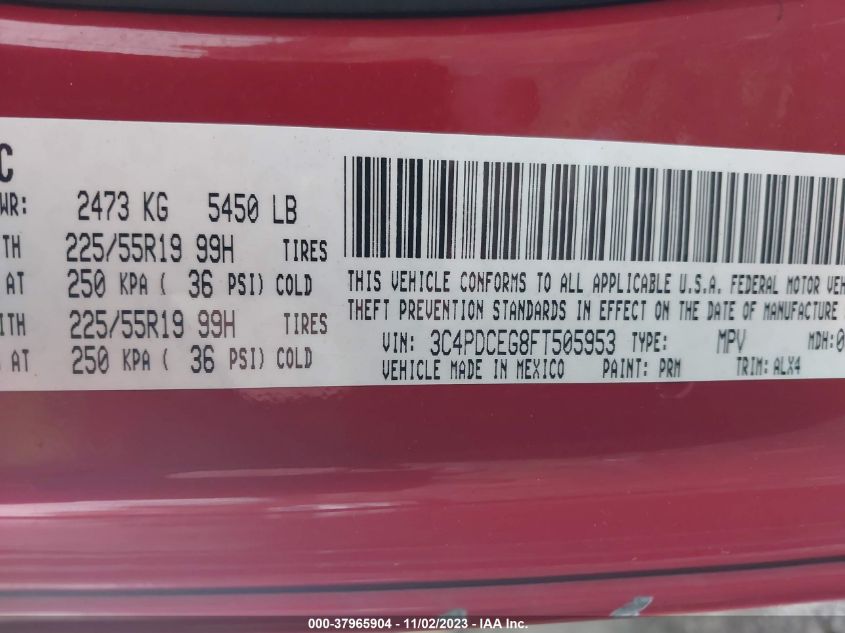 C
WR: 2473 KG 5450 LB
TH 225/55R19 99H TIRES
AT 250 KPA ( 36 PSI) COLD
ITH 225/55R19 99H TIRES
AT 250 KPA ( 36 PSI) COLD
THIS VEHICLE CONFORMS TO ALL APPLICABLE U.S.A. FEDERAL MOTOR VEH
THEFT PREVENTION STANDARDS IN EFFECT ON THE DATE OF MANUFACTURE
VIN: 3C4PDCEG8FT505953 TYPE: MPV MDH:0
VEHICLE MADE IN MEXICO PAINT: PRM TRIM: ALX4
000-37965904 - 11/02/2023 - IAA Inc.